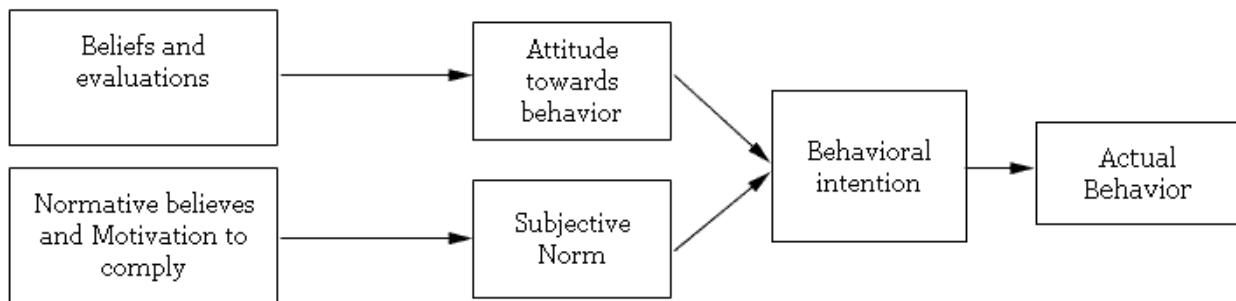 Beliefs and
evaluations
Attitude
towards
behavior
Behavioral
intention
Actual
Behavior
Normative believes
and Motivation to
comply
Subjective
Norm